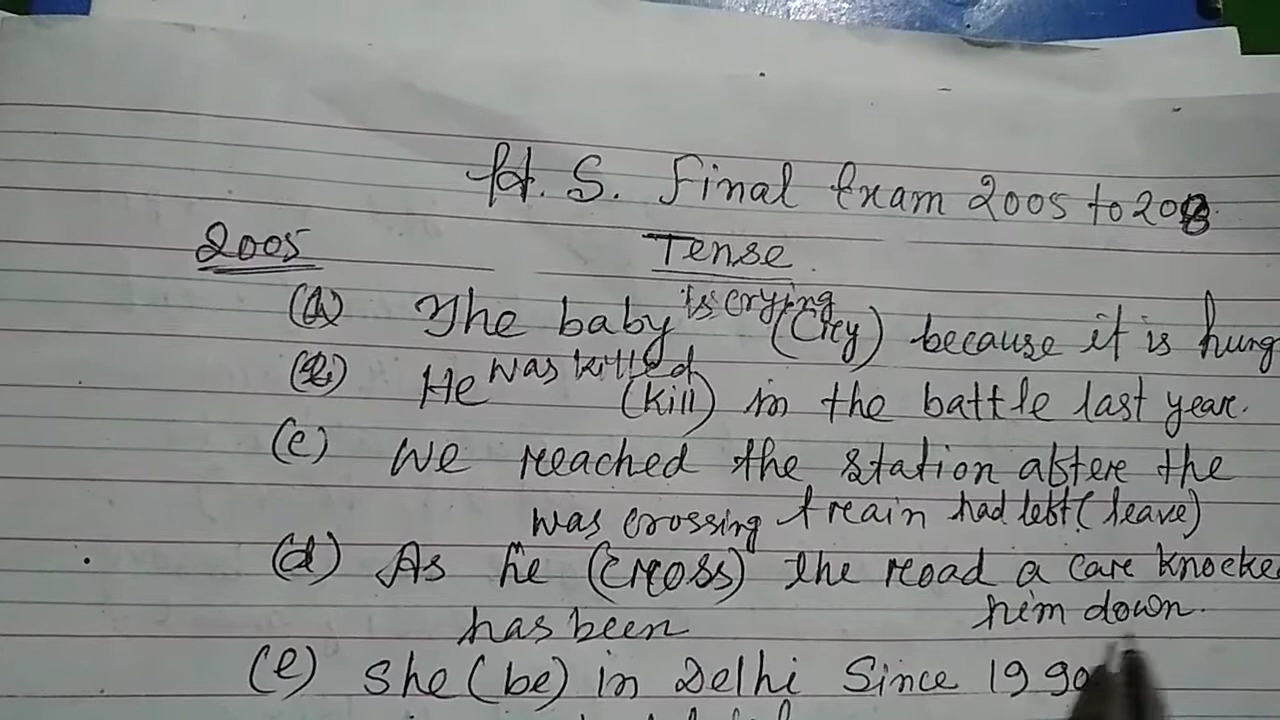 H. S. Final Exam 2005 to 2018
2005
Tense
(a) The baby is crying (Cry) because it is hung
(b) He was killed (kill) in the battle last year.
(c) We reached the station after the
train had left (leave)
was crossing
(d) As he (cross) the road a car knocke
him down.
has been
(e) She (be) in Delhi Since 1990